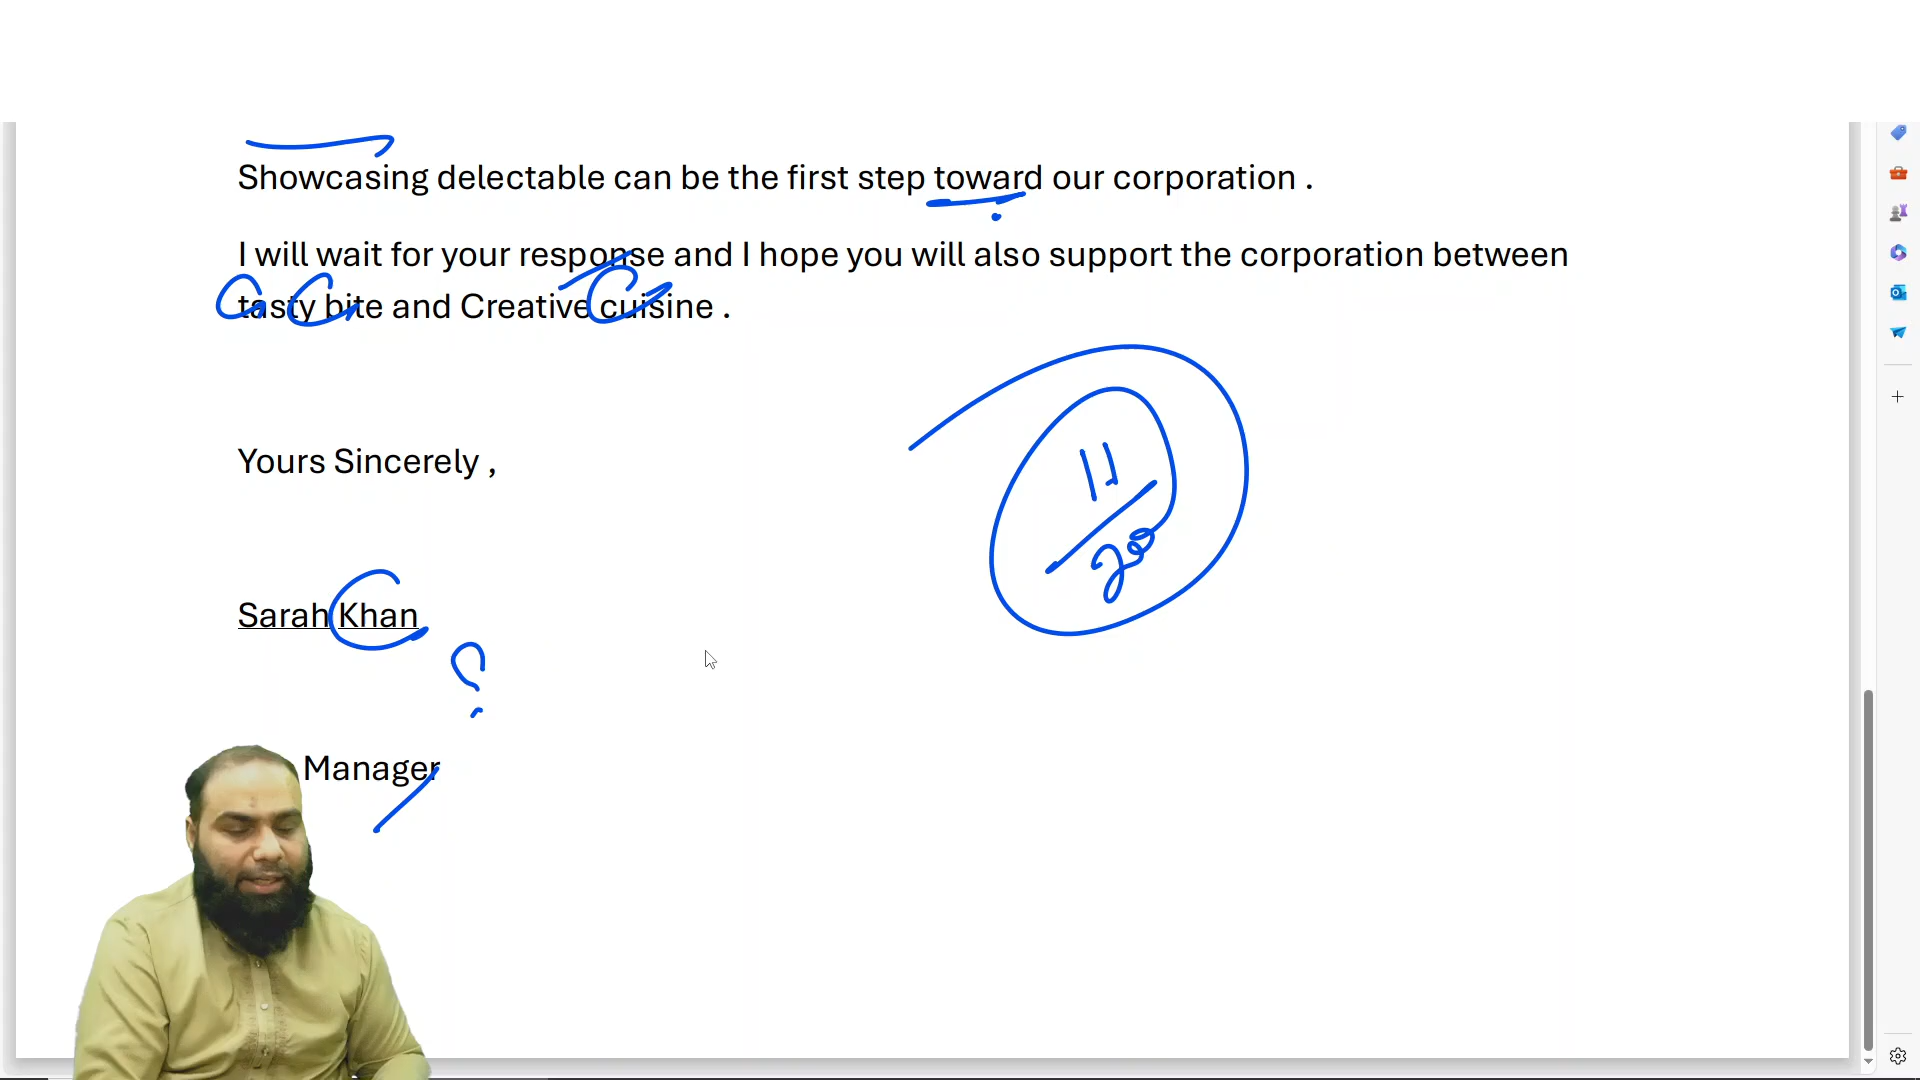 Showcasing delectable can be the first step toward our corporation .
I will wait for your response and I hope you will also support the corporation between
tasty bite and Creative cuisine .
Yours Sincerely ,
11
20
Sarah Khan
?
Manager